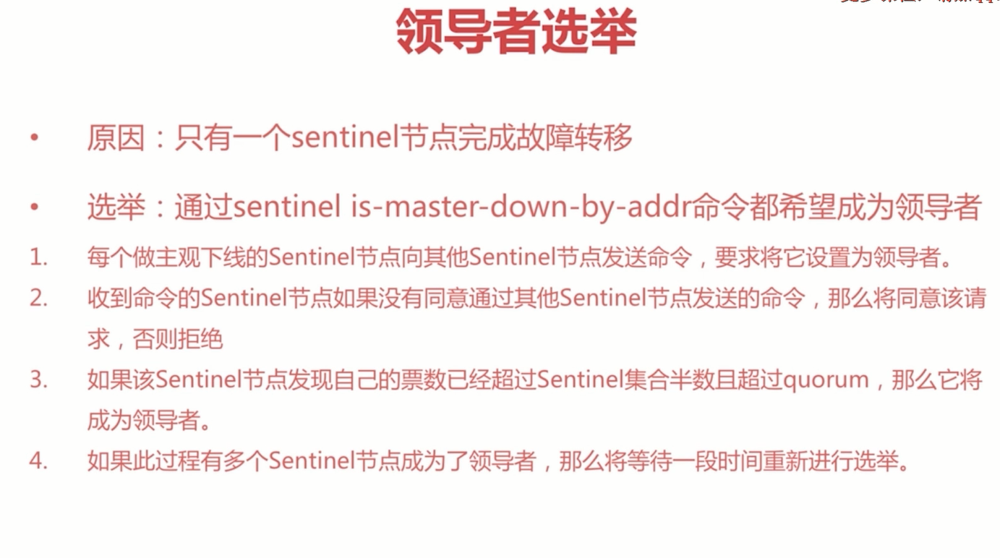 领导者选举
• 原因：只有一个sentinel节点完成故障转移
• 选举：通过sentinel is-master-down-by-addr命令都希望成为领导者
1. 每个做主观下线的Sentinel节点向其他Sentinel节点发送命令，要求将它设置为领导者。
2. 收到命令的Sentinel节点如果没有同意通过其他Sentinel节点发送的命令，那么将同意该请
求，否则拒绝
3. 如果该Sentinel节点发现自己的票数已经超过Sentinel集合半数且超过quorum，那么它将
成为领导者。
4. 如果此过程有多个Sentinel节点成为了领导者，那么将等待一段时间重新进行选举。